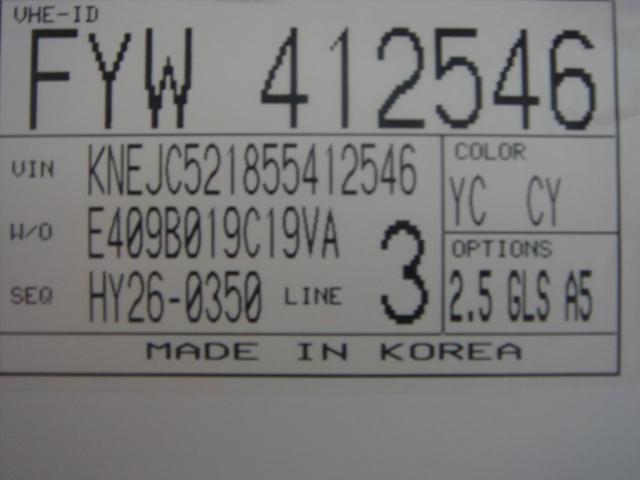 VHE-ID
FYW 412546
VIN KNEJC521855412546
COLOR
YC CY
W/O E409B019C19VA
OPTIONS
SEQ HY26-0350 LINE 3
2.5 GLS A5
MADE IN KOREA